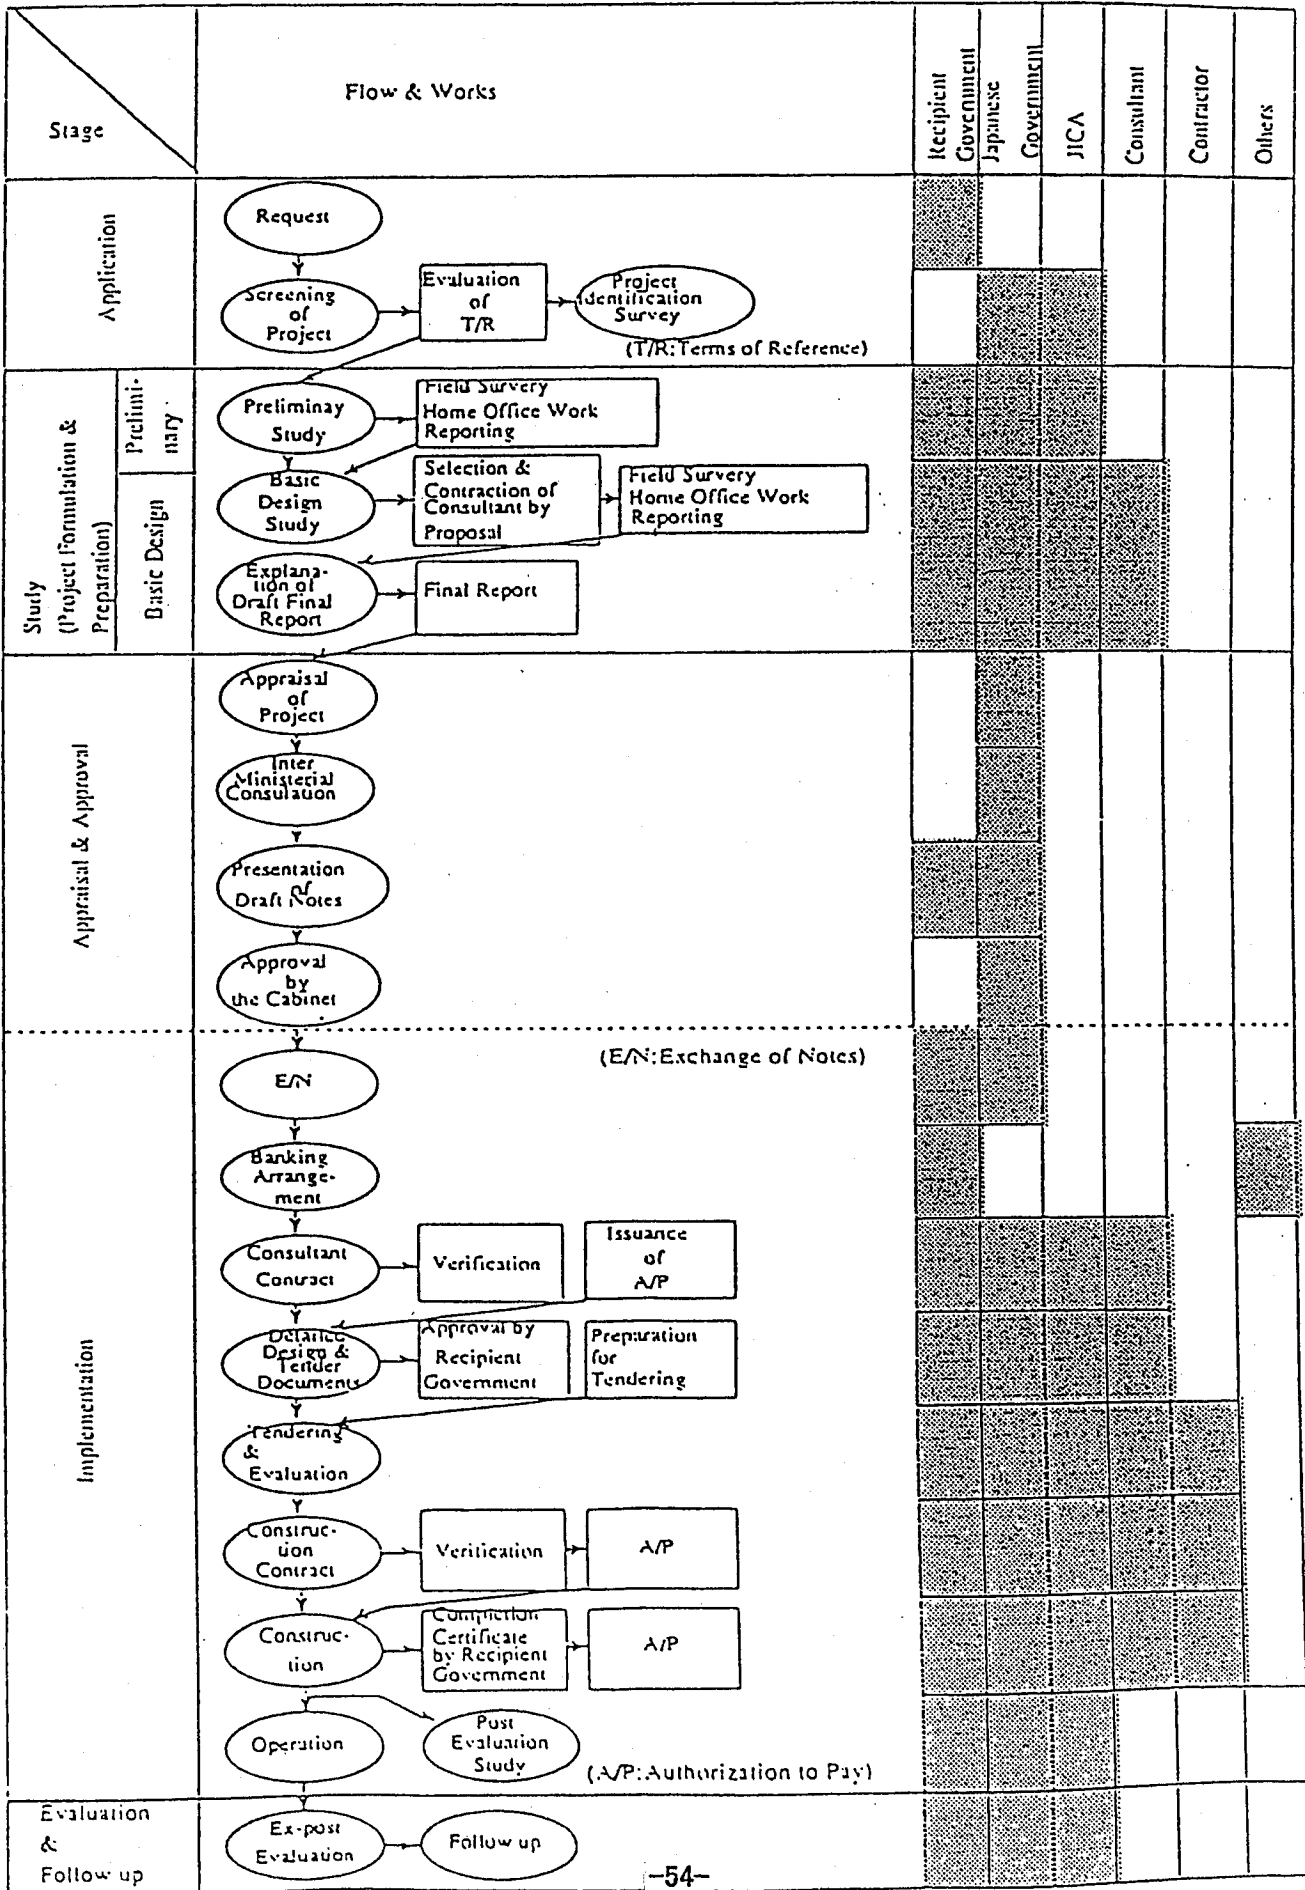 Stage
Flow & Works
Recipient
Government
Japanese
Government
JICA
Consultant
Contractor
Others
Application
Request
Screening
of
Project
Evaluation
of
T/R
Project
Identification
Survey
(T/R:Terms of Reference)
Study
(Project Formulation &
Preparation)
Prelimi-
nary
Preliminay
Study
Field Survery
Home Office Work
Reporting
Basic Design
Basic
Design
Study
Selection &
Contraction of
Consultant by
Proposal
Field Survey
Home Office Work
Reporting
Explana-
tion of
Draft Final
Report
Final Report
Appraisal & Approval
Appraisal
of
Project
Inter
Ministerial
Consulation
Presentation
of
Draft Notes
Approval
by
the Cabinet
Implementation
E/N
(E/N:Exchange of Notes)
Banking
Arrange-
ment
Consultant
Contract
Verification
Issuance
of
A/P
Detailed
Design &
Tender
Documents
Approval by
Recipient
Government
Preparation
for
Tendering
Tendering
&
Evaluation
Construc-
tion
Contract
Verification
A/P
Construc-
tion
Completion
Certificate
by Recipient
Government
A/P
Operation
Post
Evaluation
Study
(A/P:Authorization to Pay)
Evaluation
&
Follow up
Ex-post
Evaluation
Follow up
-54-